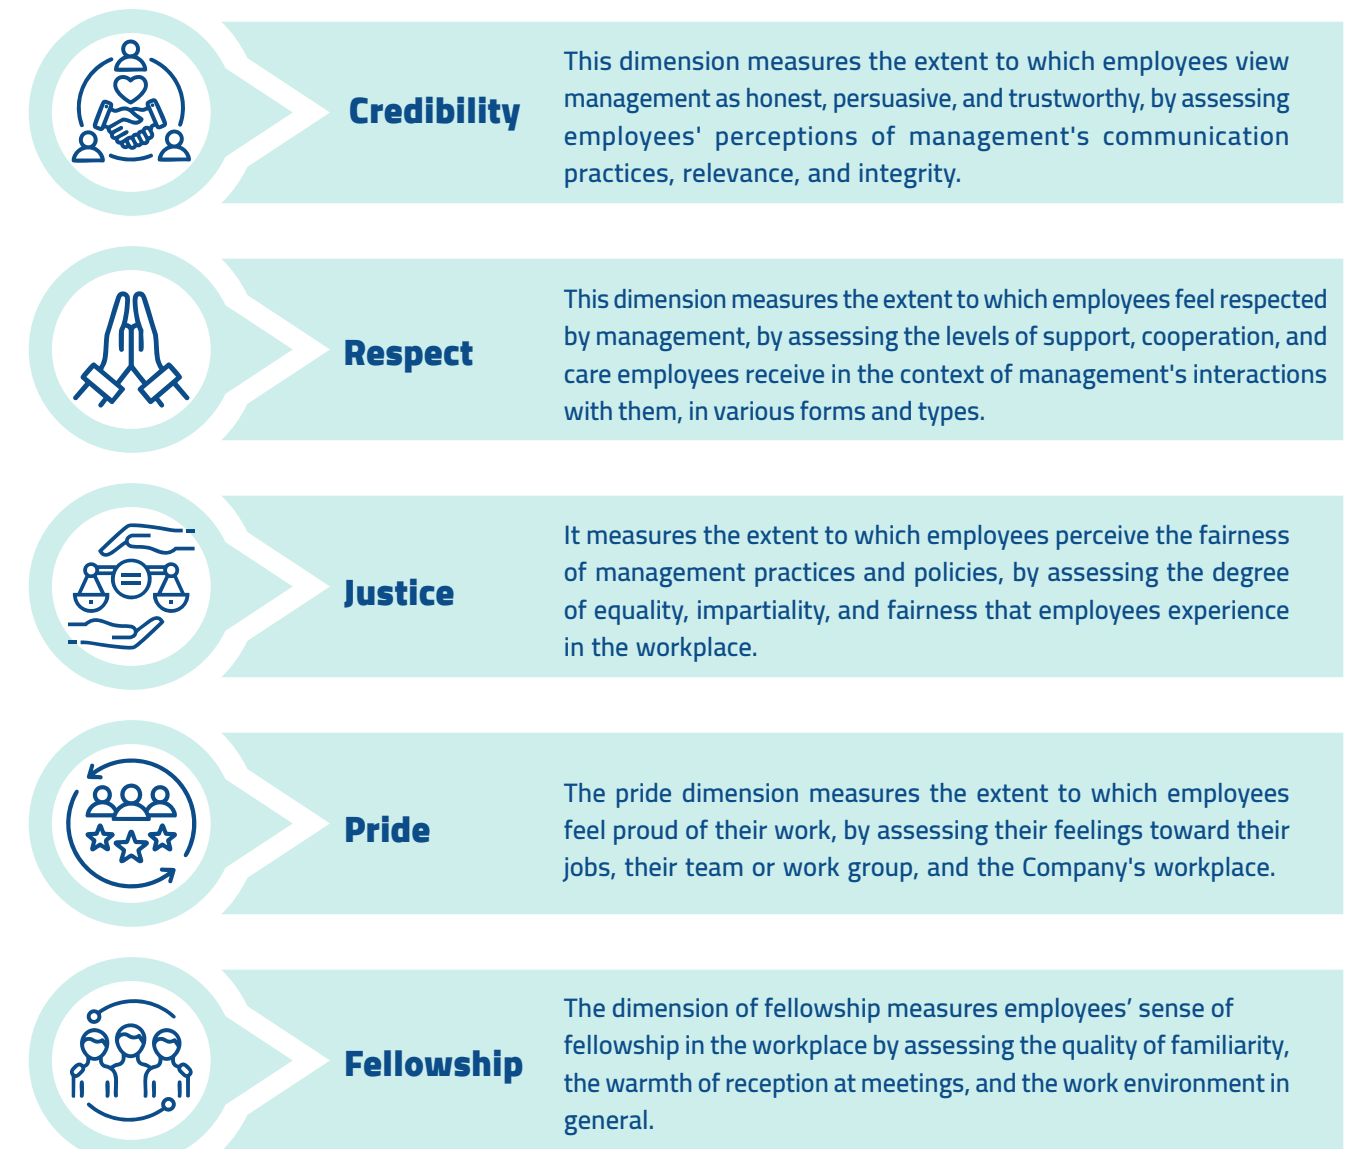 Credibility
This dimension measures the extent to which employees view
management as honest, persuasive, and trustworthy, by assessing
employees' perceptions of management's communication
practices, relevance, and integrity.
Respect
This dimension measures the extent to which employees feel respected
by management, by assessing the levels of support, cooperation, and
care employees receive in the context of management's interactions
with them, in various forms and types.
Justice
It measures the extent to which employees perceive the fairness
of management practices and policies, by assessing the degree
of equality, impartiality, and fairness that employees experience
in the workplace.
Pride
The pride dimension measures the extent to which employees
feel proud of their work, by assessing their feelings toward their
jobs, their team or work group, and the Company's workplace.
Fellowship
The dimension of fellowship measures employees’ sense of
fellowship in the workplace by assessing the quality of familiarity,
the warmth of reception at meetings, and the work environment in
general.